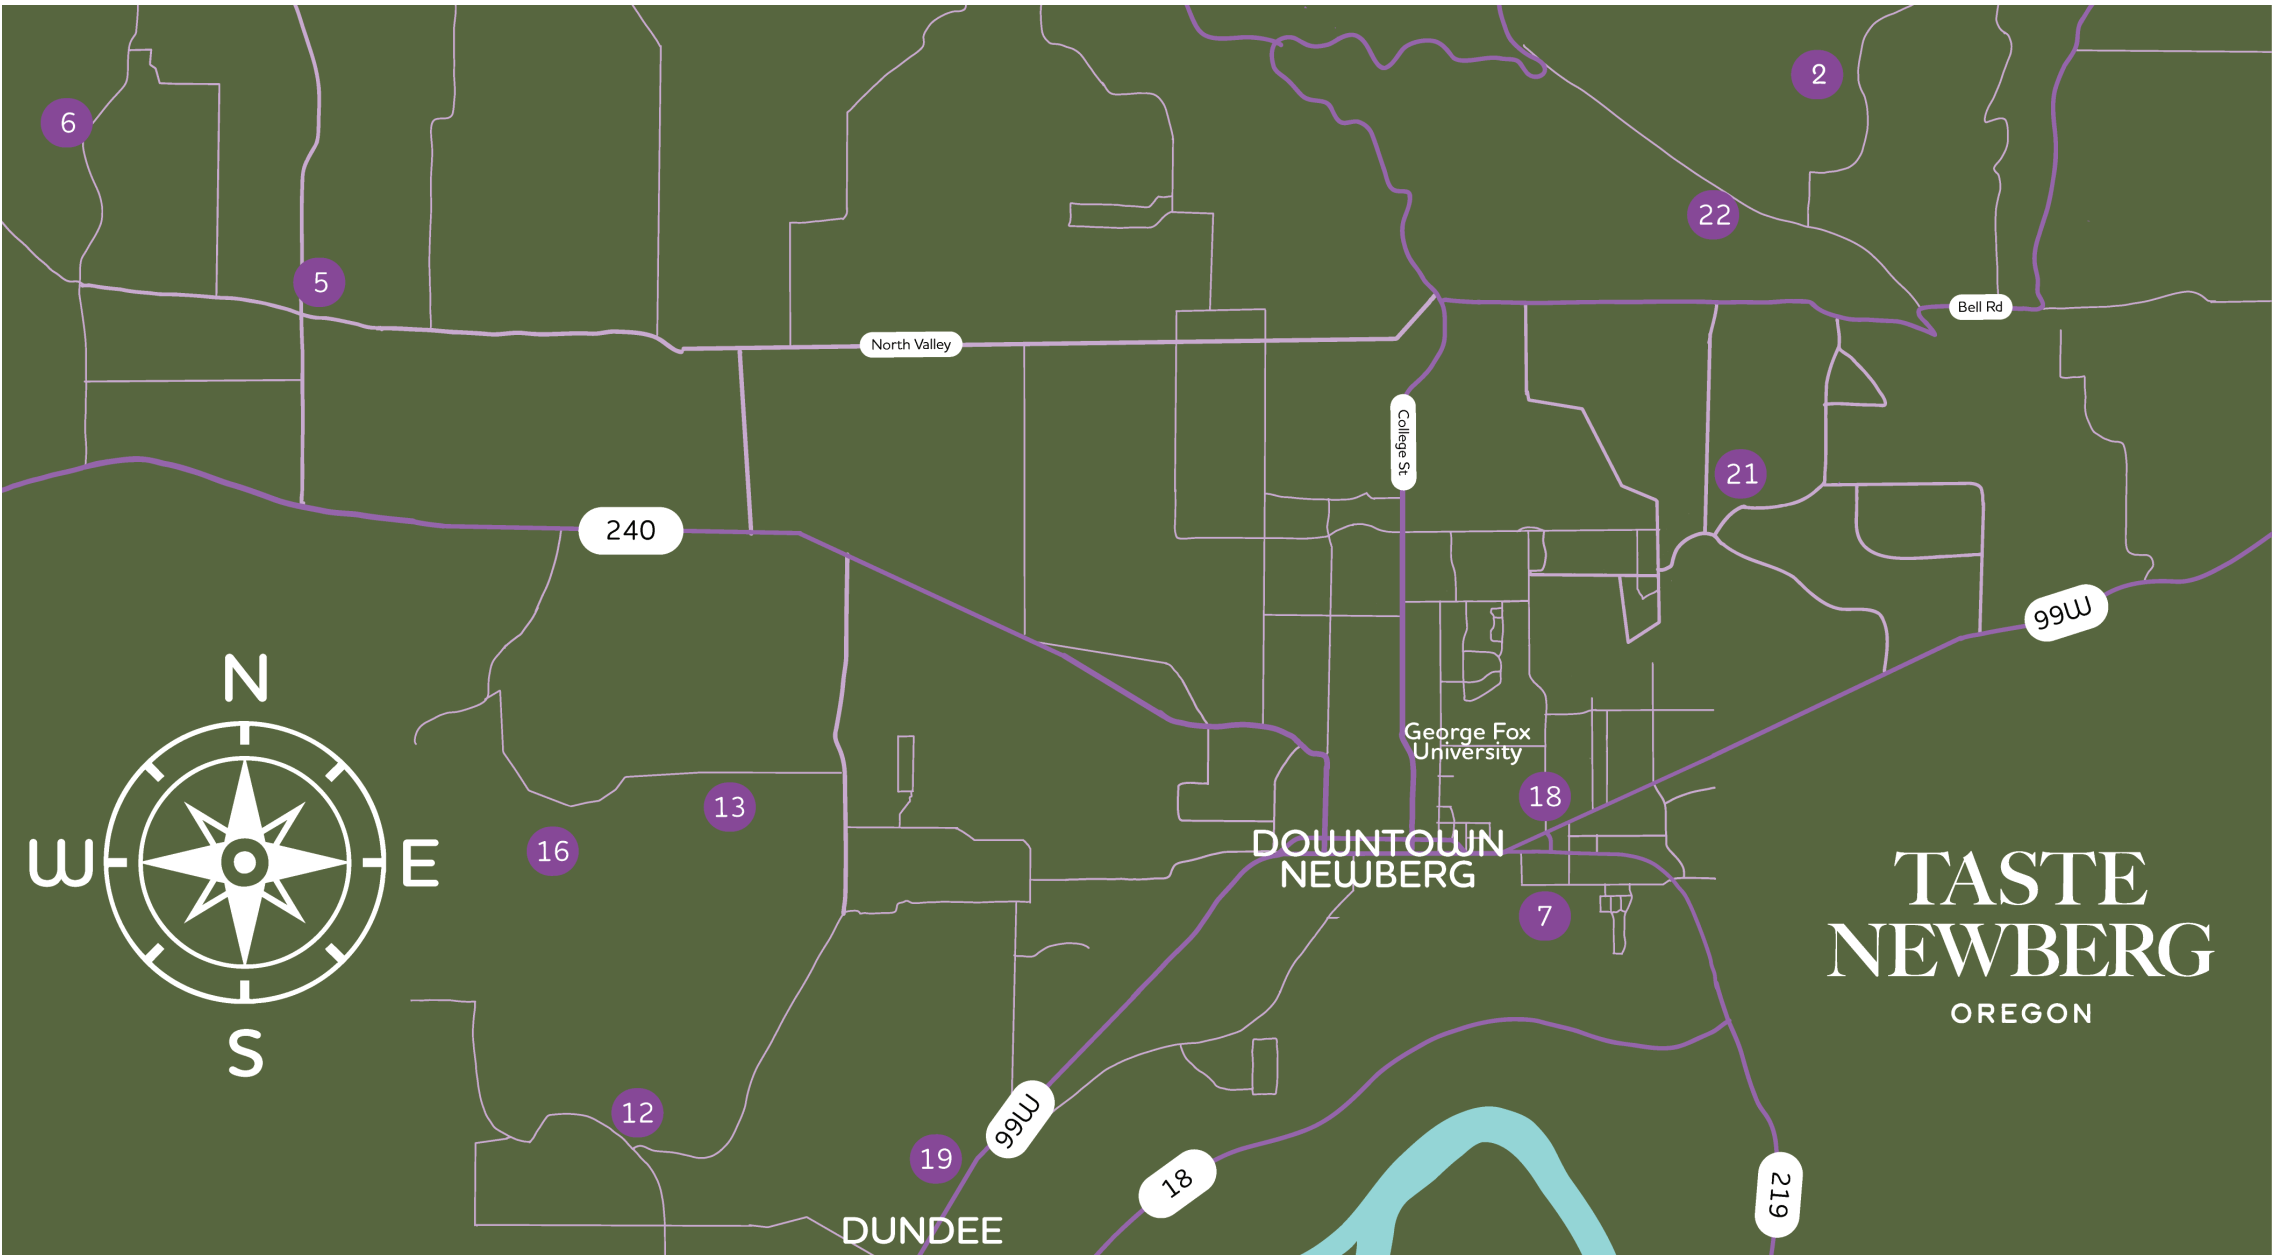 2
6
22
5
Bell Rd
North Valley
College St
21
240
99W
N
George Fox
University
13
18
16
W
E
DOWNTOWN
NEWBERG
7
TASTE
NEWBERG
OREGON
S
12
99W
19
18
219
DUNDEE